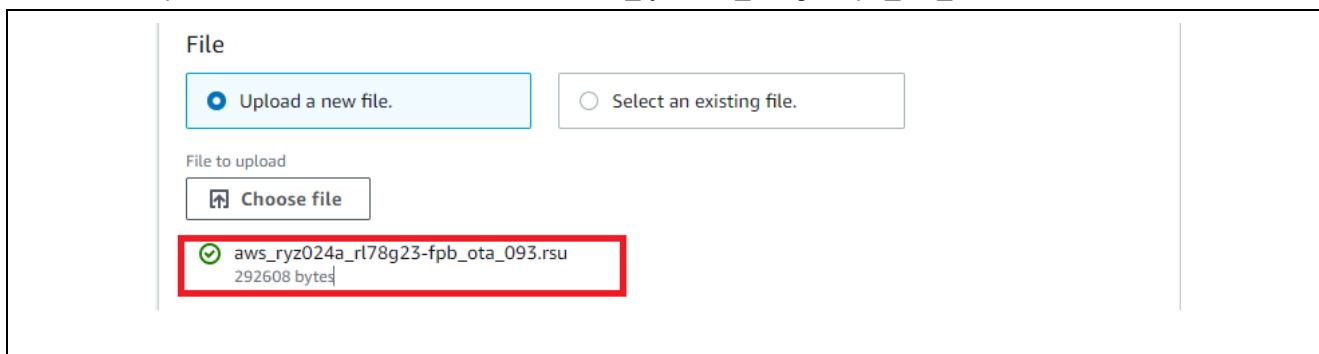 File
Upload a new file.
Select an existing file.
File to upload
Choose file
aws_ryz024a_rl78g23-fpb_ota_093.rsu
292608 bytes